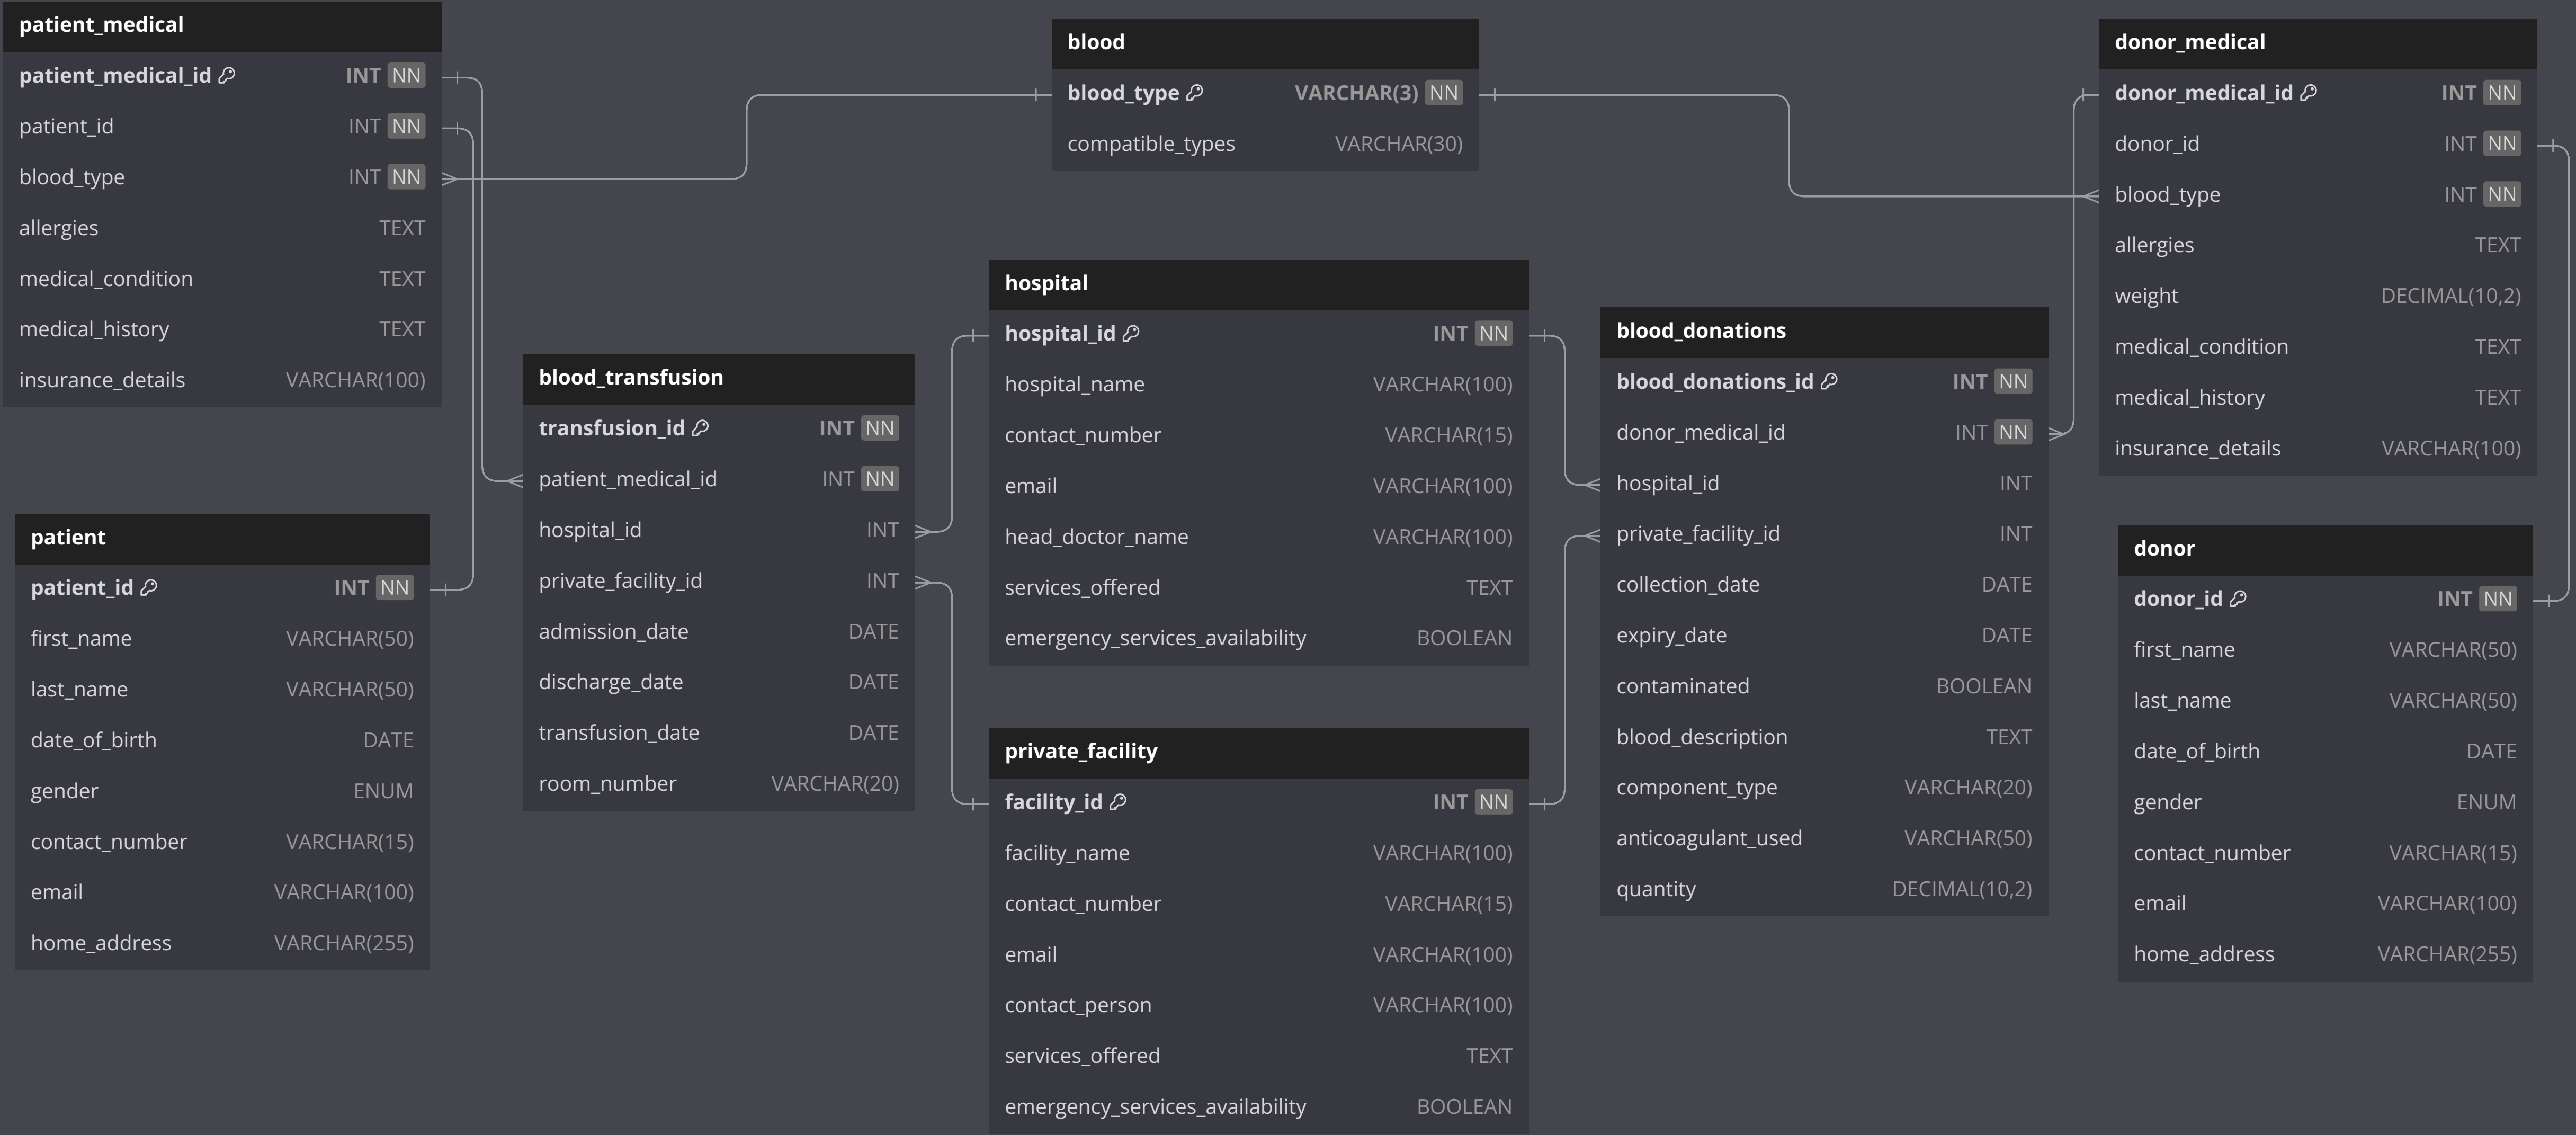 patient_medical
patient_medical_id INT NN
patient_id INT NN
blood_type INT NN
allergies TEXT
medical_condition TEXT
medical_history TEXT
insurance_details VARCHAR(100)
patient
patient_id INT NN
first_name VARCHAR(50)
last_name VARCHAR(50)
date_of_birth DATE
gender ENUM
contact_number VARCHAR(15)
email VARCHAR(100)
home_address VARCHAR(255)
blood_transfusion
transfusion_id INT NN
patient_medical_id INT NN
hospital_id INT
private_facility_id INT
admission_date DATE
discharge_date DATE
transfusion_date DATE
room_number VARCHAR(20)
blood
blood_type VARCHAR(3) NN
compatible_types VARCHAR(30)
hospital
hospital_id INT NN
hospital_name VARCHAR(100)
contact_number VARCHAR(15)
email VARCHAR(100)
head_doctor_name VARCHAR(100)
services_offered TEXT
emergency_services_availability BOOLEAN
private_facility
facility_id INT NN
facility_name VARCHAR(100)
contact_number VARCHAR(15)
email VARCHAR(100)
contact_person VARCHAR(100)
services_offered TEXT
emergency_services_availability BOOLEAN
blood_donations
blood_donations_id INT NN
donor_medical_id INT NN
hospital_id INT
private_facility_id INT
collection_date DATE
expiry_date DATE
contaminated BOOLEAN
blood_description TEXT
component_type VARCHAR(20)
anticoagulant_used VARCHAR(50)
quantity DECIMAL(10,2)
donor_medical
donor_medical_id INT NN
donor_id INT NN
blood_type INT NN
allergies TEXT
weight DECIMAL(10,2)
medical_condition TEXT
medical_history TEXT
insurance_details VARCHAR(100)
donor
donor_id INT NN
first_name VARCHAR(50)
last_name VARCHAR(50)
date_of_birth DATE
gender ENUM
contact_number VARCHAR(15)
email VARCHAR(100)
home_address VARCHAR(255)